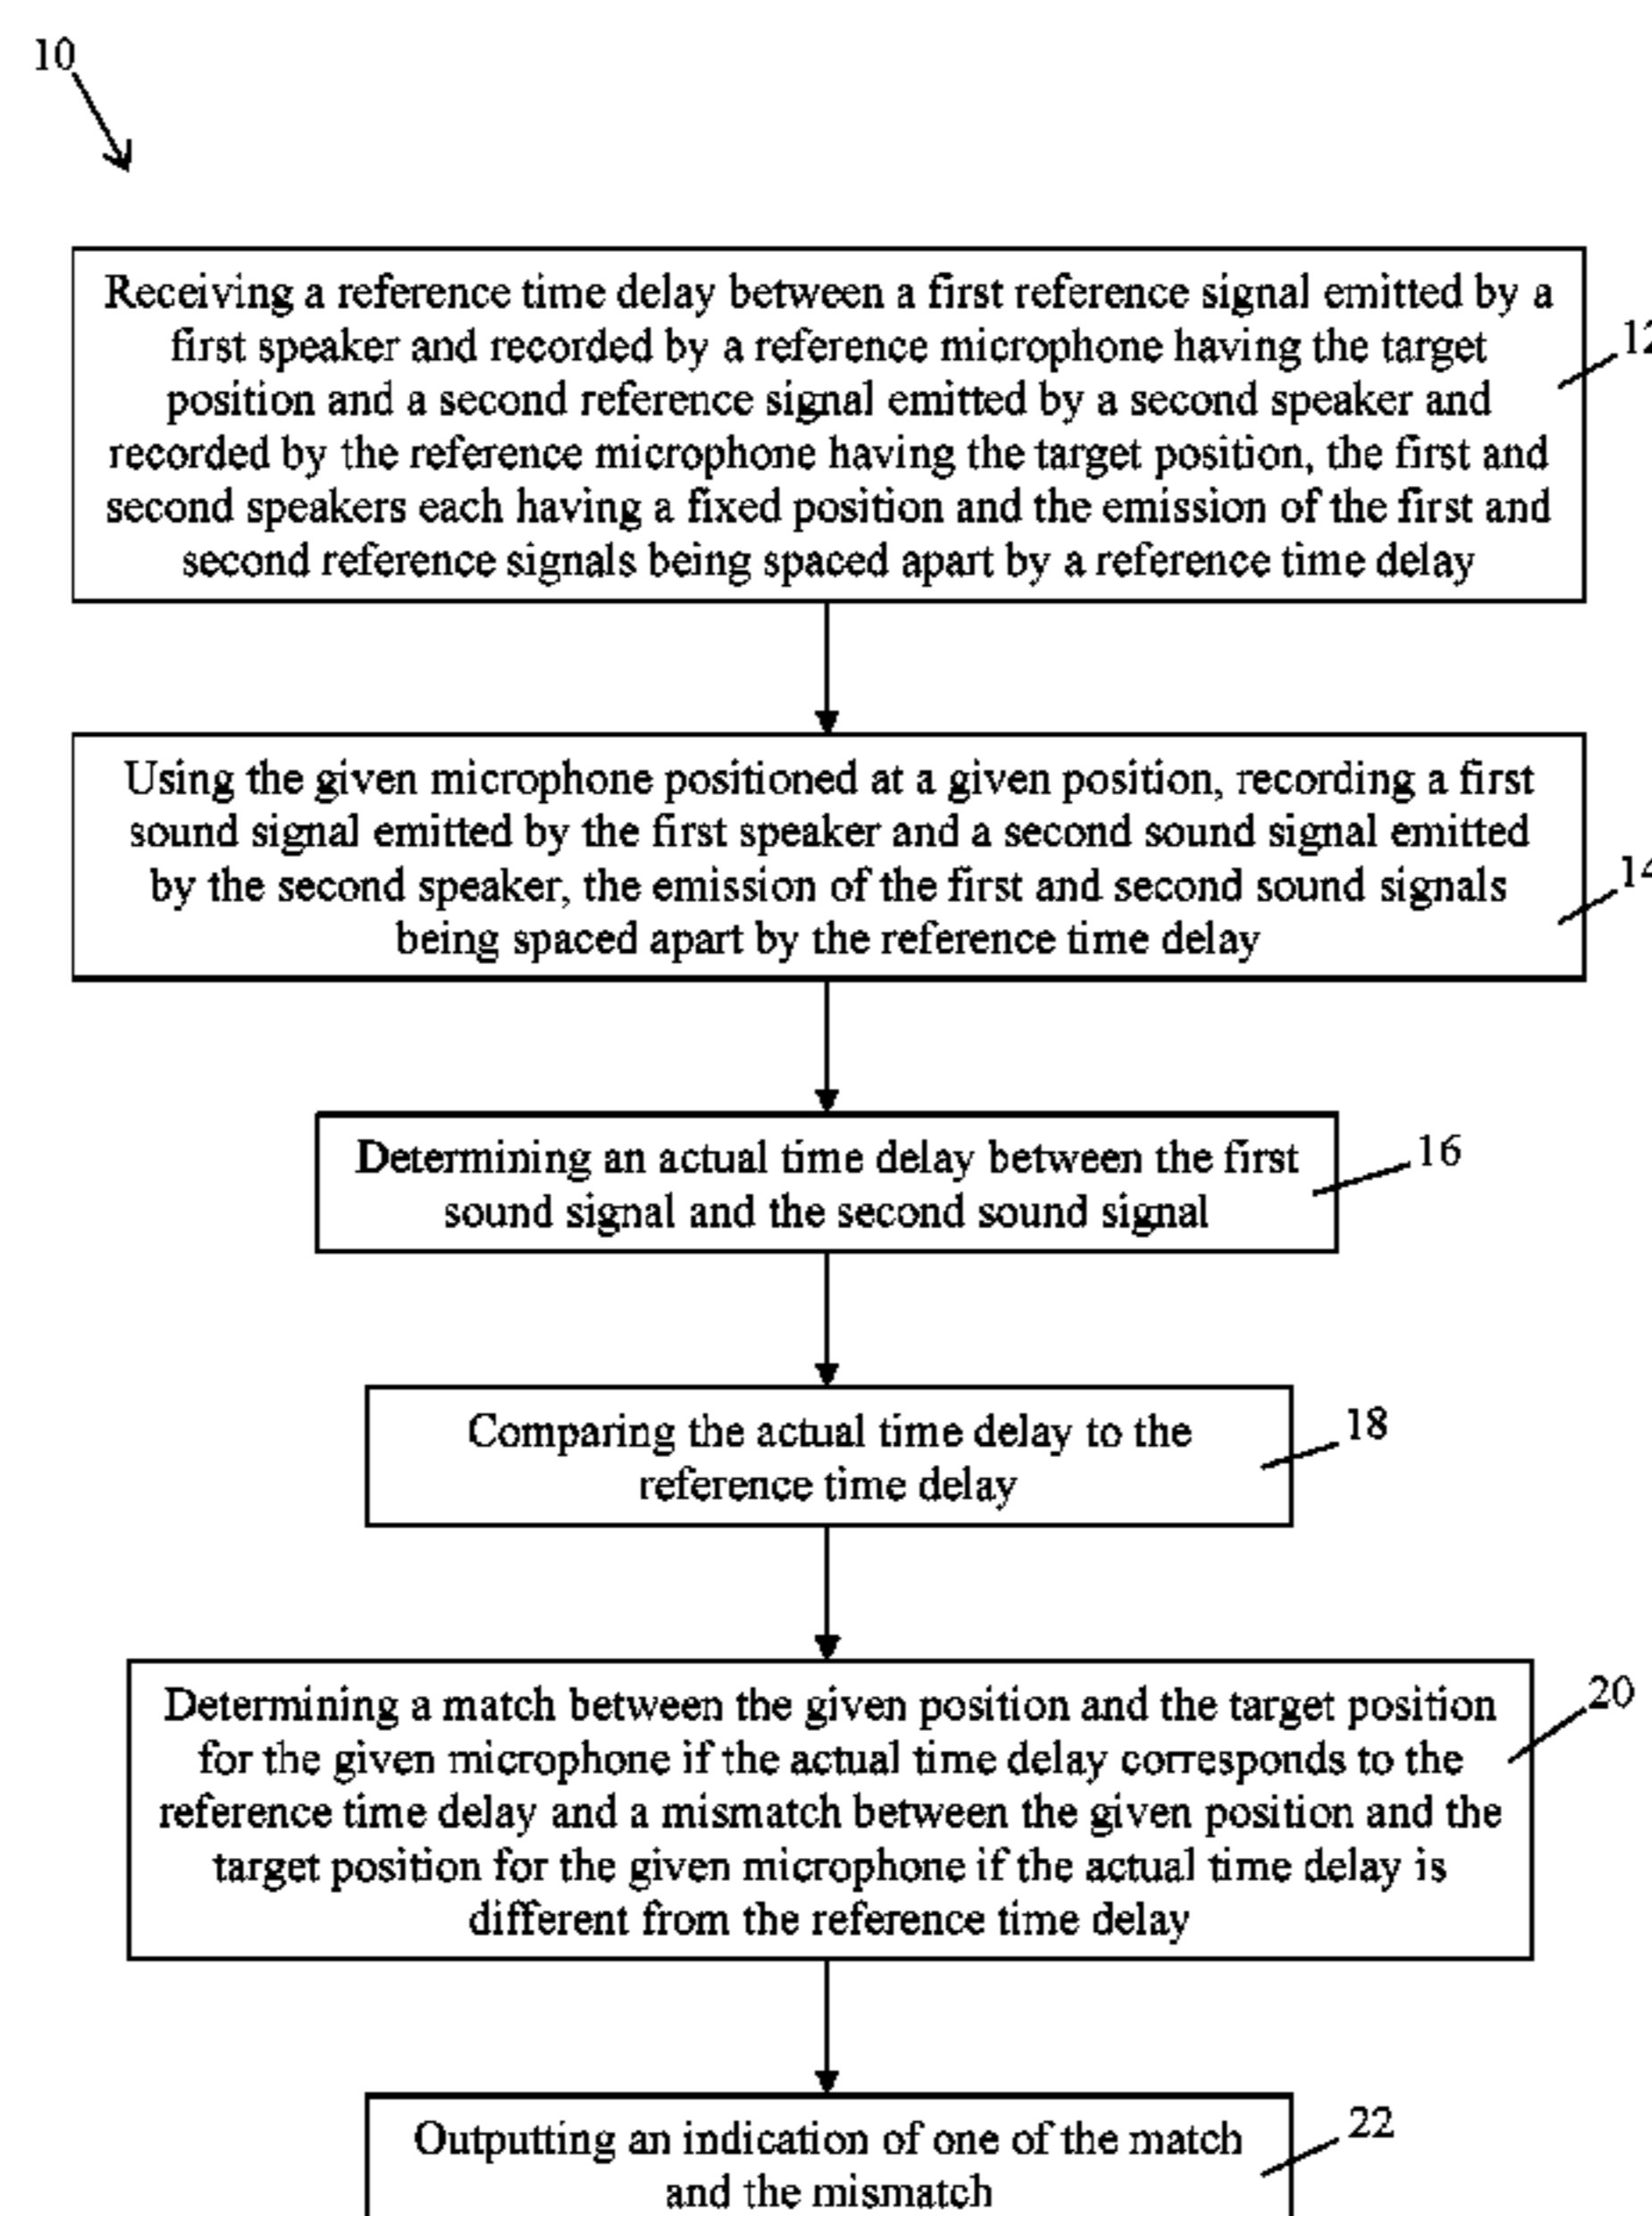 10
Receiving a reference time delay between a first reference signal emitted by a
first speaker and recorded by a reference microphone having the target
position and a second reference signal emitted by a second speaker and
recorded by the reference microphone having the target position, the first and
second speakers each having a fixed position and the emission of the first and
second reference signals being spaced apart by a reference time delay
12
Using the given microphone positioned at a given position, recording a first
sound signal emitted by the first speaker and a second sound signal emitted
by the second speaker, the emission of the first and second sound signals
being spaced apart by the reference time delay
14
Determining an actual time delay between the first
sound signal and the second sound signal
16
Comparing the actual time delay to the
reference time delay
18
Determining a match between the given position and the target position
for the given microphone if the actual time delay corresponds to the
reference time delay and a mismatch between the given position and the
target position for the given microphone if the actual time delay is
different from the reference time delay
20
Outputting an indication of one of the match
and the mismatch
22